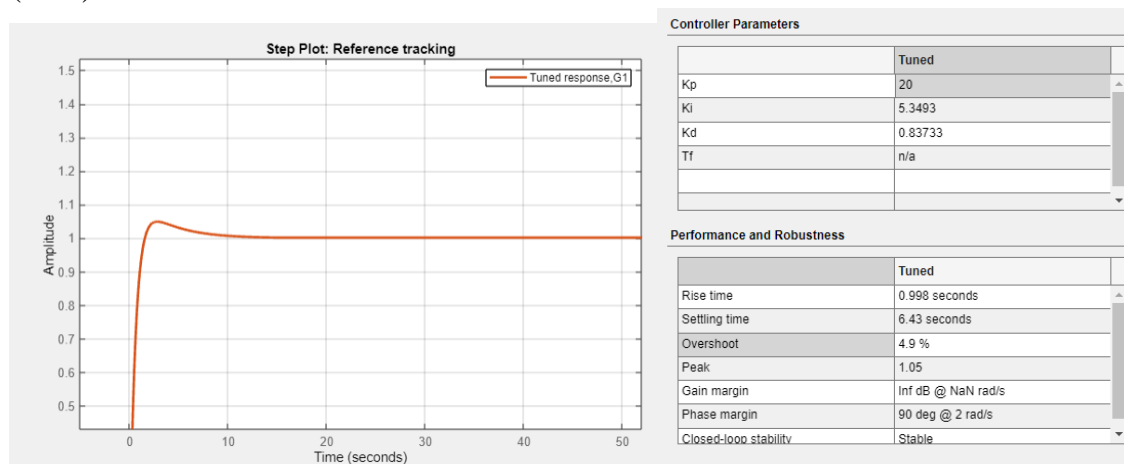 Step Plot: Reference tracking
Tuned response,G1
1.5
1.4
1.3
1.2
1.1
1
0.9
0.8
0.7
0.6
0.5
Amplitude
0 10 20 30 40 50
Time (seconds)
Controller Parameters
Tuned
Kp 20
Ki 5.3493
Kd 0.83733
Tf n/a
Performance and Robustness
Tuned
Rise time 0.998 seconds
Settling time 6.43 seconds
Overshoot 4.9 %
Peak 1.05
Gain margin Inf dB @ NaN rad/s
Phase margin 90 deg @ 2 rad/s
Closed-loop stability Stable